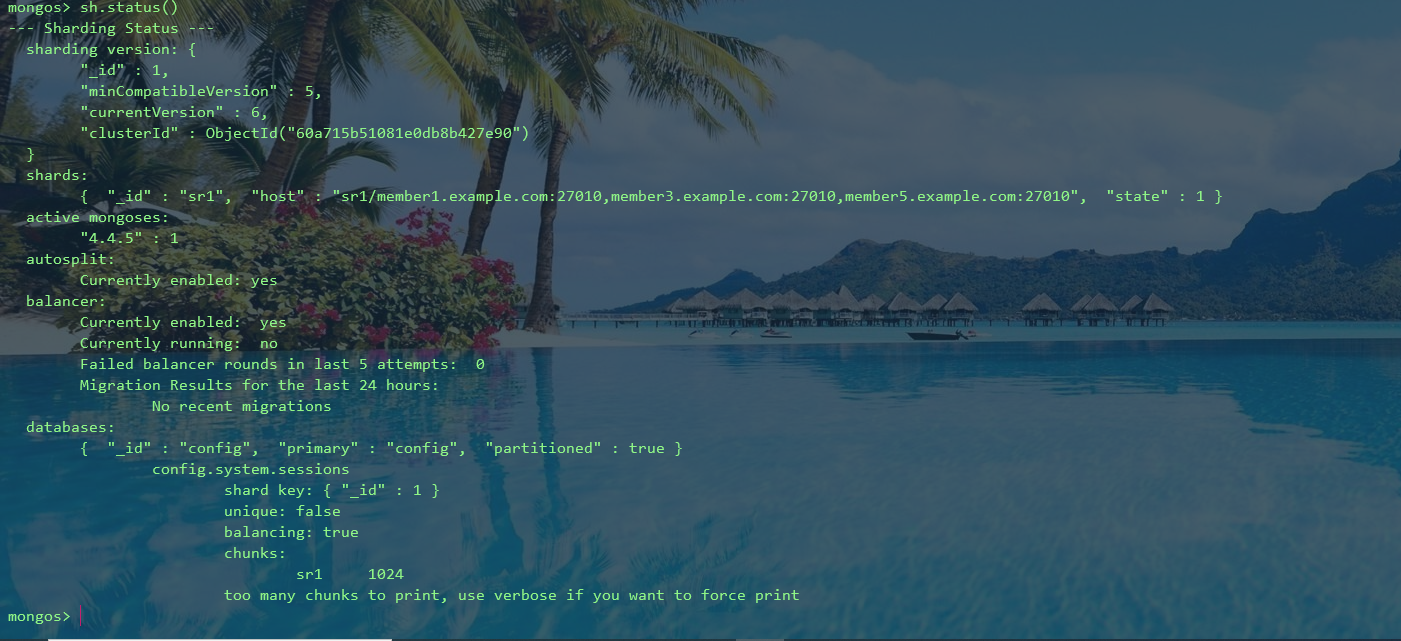 mongos> sh.status()
--- Sharding Status ---
  sharding version: {
        "_id" : 1,
        "minCompatibleVersion" : 5,
        "currentVersion" : 6,
        "clusterId" : ObjectId("60a715b51081e0db8b427e90")
  }
  shards:
        {  "_id" : "sr1",  "host" : "sr1/member1.example.com:27010,member3.example.com:27010,member5.example.com:27010",  "state" : 1 }
  active mongoses:
        "4.4.5" : 1
  autosplit:
        Currently enabled: yes
  balancer:
        Currently enabled:  yes
        Currently running:  no
        Failed balancer rounds in last 5 attempts:  0
        Migration Results for the last 24 hours:
                No recent migrations
  databases:
        {  "_id" : "config",  "primary" : "config",  "partitioned" : true }
                config.system.sessions
                        shard key: { "_id" : 1 }
                        unique: false
                        balancing: true
                        chunks:
                                sr1     1024
                        too many chunks to print, use verbose if you want to force print
mongos>